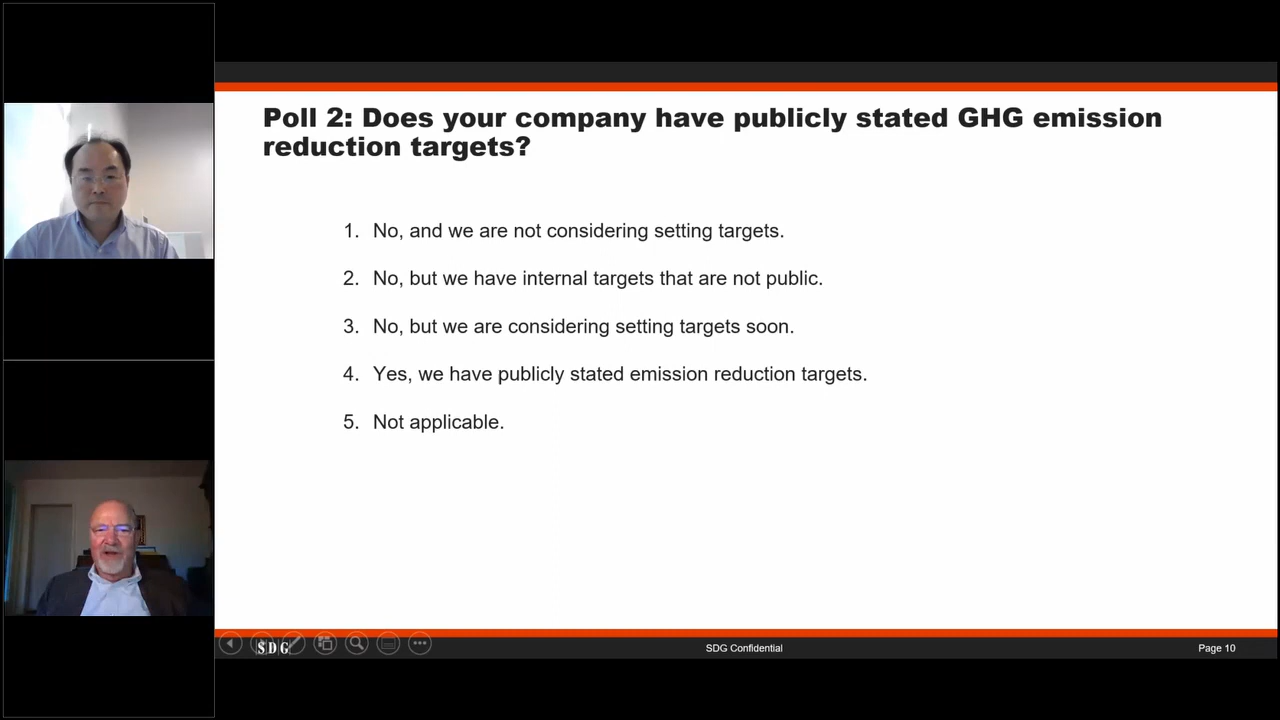 Poll 2: Does your company have publicly stated GHG emission
reduction targets?
1. No, and we are not considering setting targets.
2. No, but we have internal targets that are not public.
3. No, but we are considering setting targets soon.
4. Yes, we have publicly stated emission reduction targets.
5. Not applicable.
SDG
SDG Confidential
Page 10